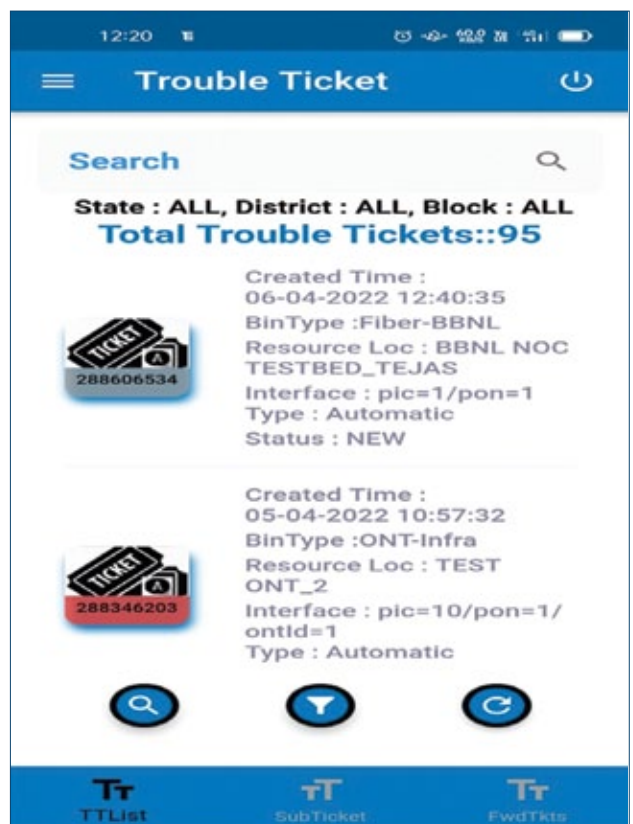 12:20
Trouble Ticket
Search
State : ALL, District : ALL, Block : ALL
Total Trouble Tickets::95
Created Time :
06-04-2022 12:40:35
BinType :Fiber-BBNL
Resource Loc : BBNL NOC
TESTBED_TEJAS
Interface : pic=1/pon=1
Type : Automatic
Status : NEW
TICKET
A
288606534
Created Time :
05-04-2022 10:57:32
BinType :ONT-Infra
Resource Loc : TEST
ONT_2
Interface : pic=10/pon=1/
ontId=1
Type : Automatic
TICKET
A
288346203
TT TT TT
TTList SubTicket FwdTkts